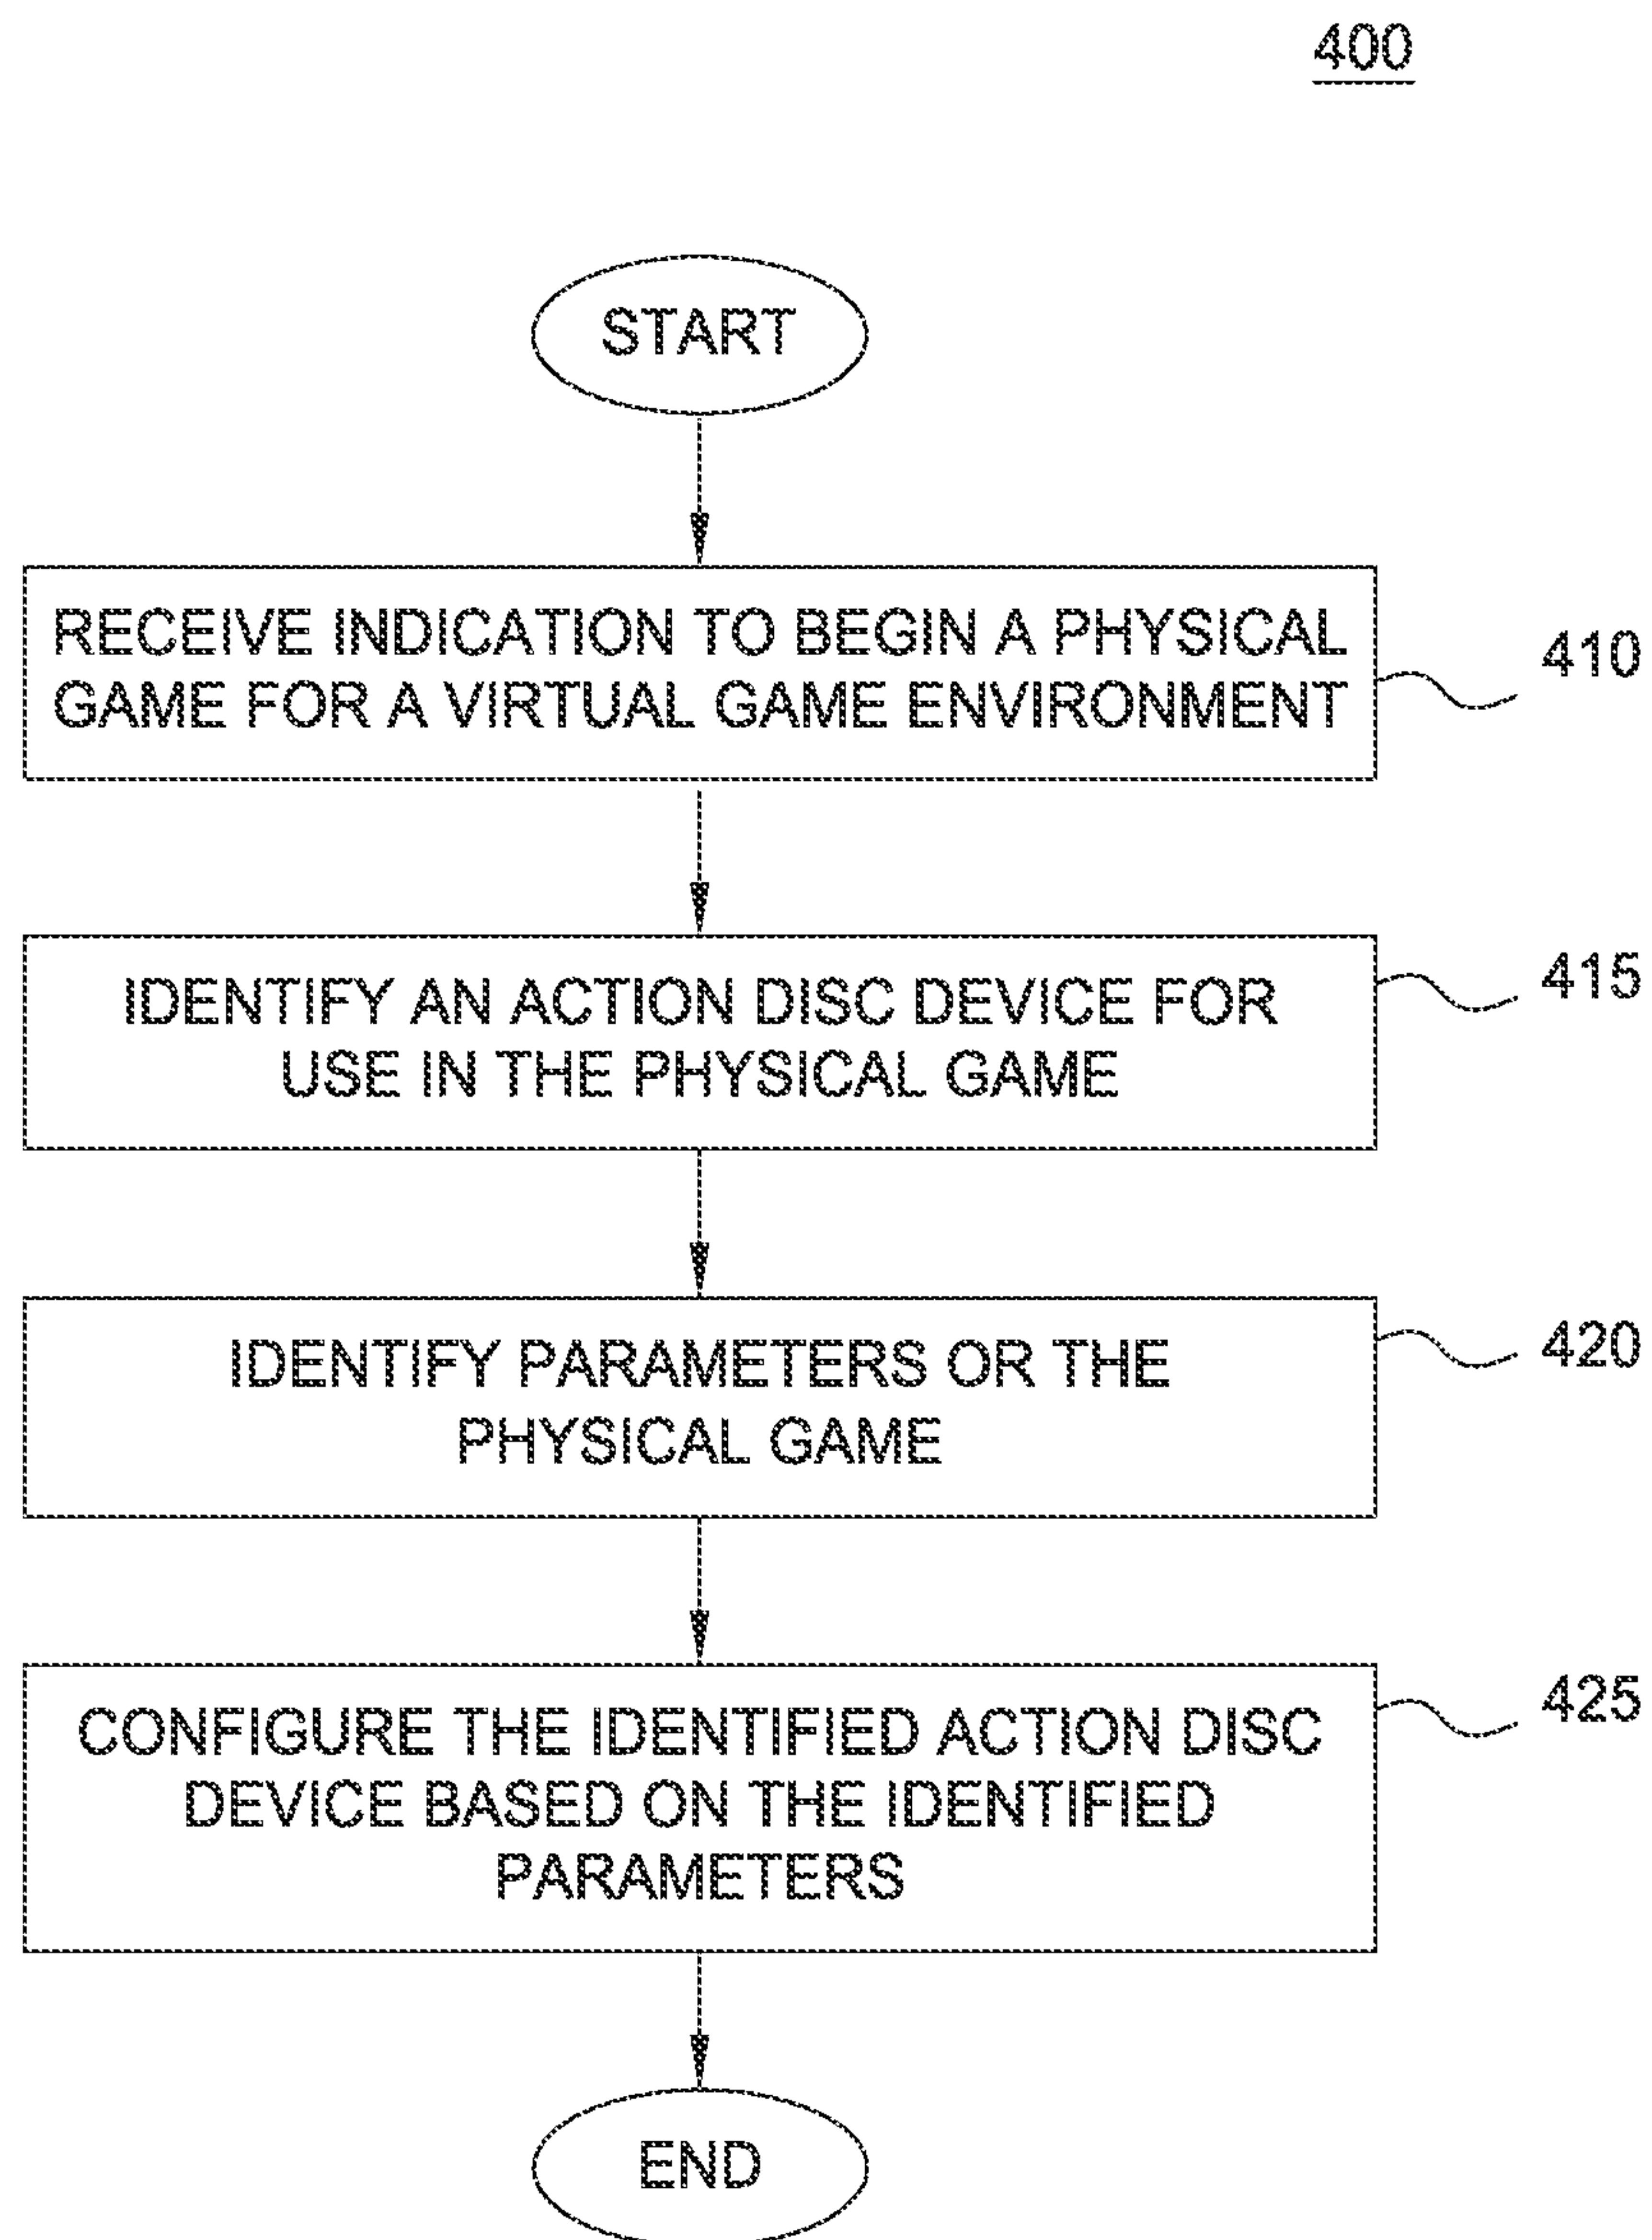 400
START
RECEIVE INDICATION TO BEGIN A PHYSICAL
GAME FOR A VIRTUAL GAME ENVIRONMENT
410
IDENTIFY AN ACTION DISC DEVICE FOR
USE IN THE PHYSICAL GAME
415
IDENTIFY PARAMETERS OR THE
PHYSICAL GAME
420
CONFIGURE THE IDENTIFIED ACTION DISC
DEVICE BASED ON THE IDENTIFIED
PARAMETERS
425
END